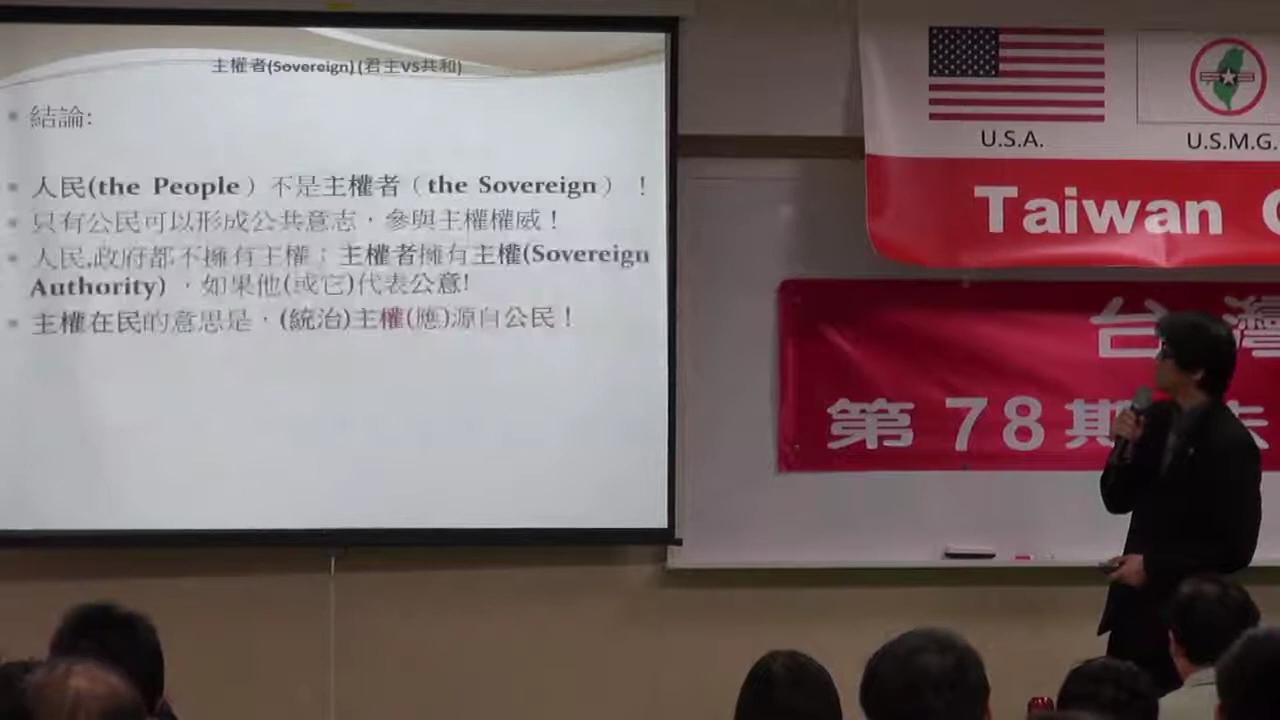 主權者(Sovereign)(君主VS共和)
結論:
人民(the People）不是主權者（the Sovereign）！
只有公民可以形成公共意志，參與主權權威！
人民,政府都不擁有主權；主權者擁有主權(Sovereign
Authority)，如果他(或它)代表公意!
主權在民的意思是，(統治)主權(應)源自公民！
U.S.A.
U.S.M.G.
Taiwan
台灣
第 78 期